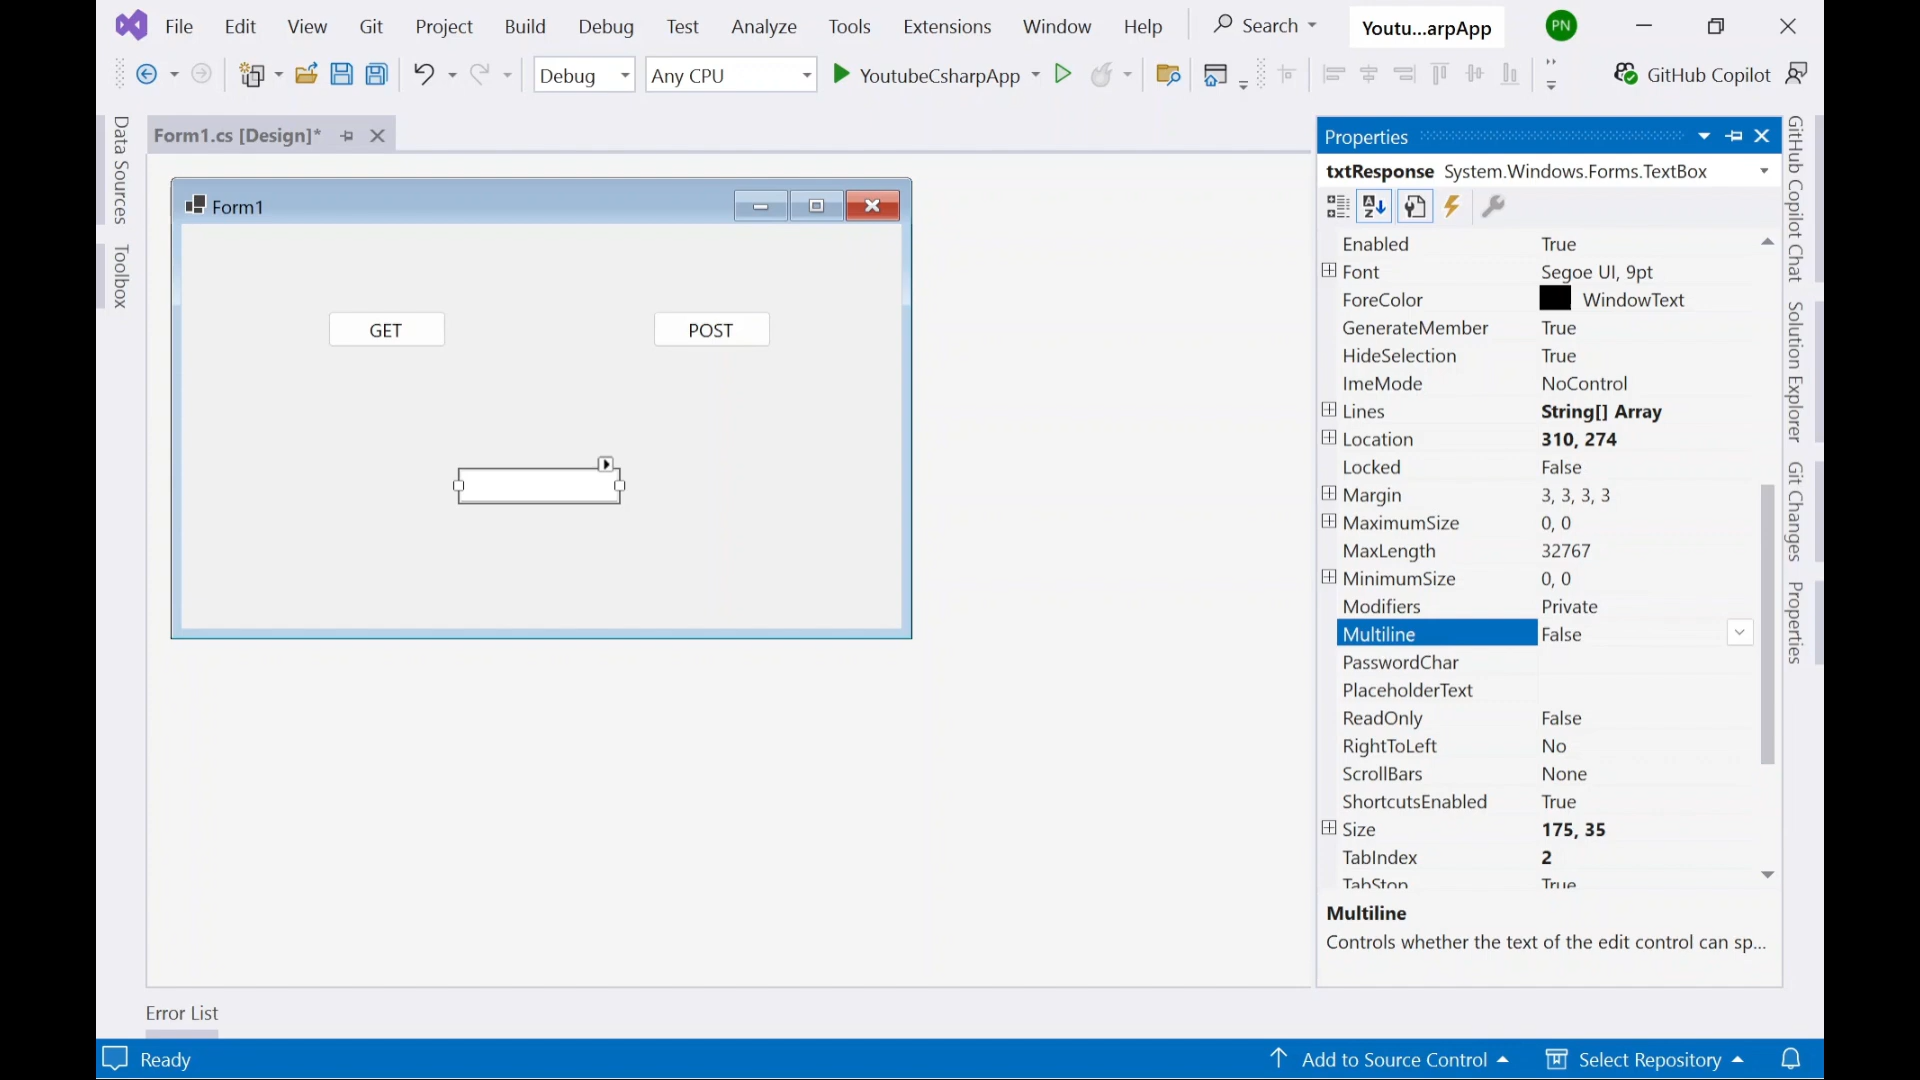 File Edit View Git Project Build Debug Test Analyze Tools Extensions Window Help Search Youtu...arpApp PN
Debug Any CPU YoutubeCsharpApp GitHub Copilot
Data Sources
Toolbox
Form1.cs [Design]*
Form1
GET POST
Properties
txtResponse System.Windows.Forms.TextBox
Enabled True
Font Segoe UI, 9pt
ForeColor WindowText
GenerateMember True
HideSelection True
ImeMode NoControl
Lines String[] Array
Location 310, 274
Locked False
Margin 3, 3, 3, 3
MaximumSize 0, 0
MaxLength 32767
MinimumSize 0, 0
Modifiers Private
Multiline False
PasswordChar
PlaceholderText
ReadOnly False
RightToLeft No
ScrollBars None
ShortcutsEnabled True
Size 175, 35
TabIndex 2
TabStop True
Multiline
Controls whether the text of the edit control can sp...
GitHub Copilot Chat
Solution Explorer
Git Changes
Properties
Error List
Ready Add to Source Control Select Repository